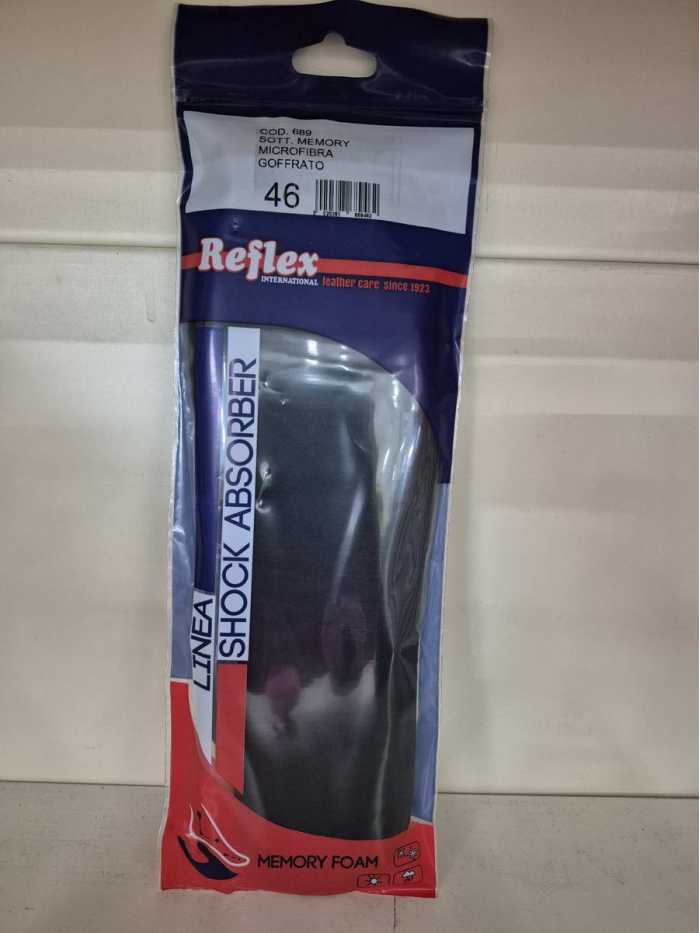 COD. 689
SOTT. MEMORY
MICROFIBRA
GOFFRATO
46
Reflex
INTERNATIONAL leather care since 1923
LINEA
SHOCK ABSORBER
MEMORY FOAM